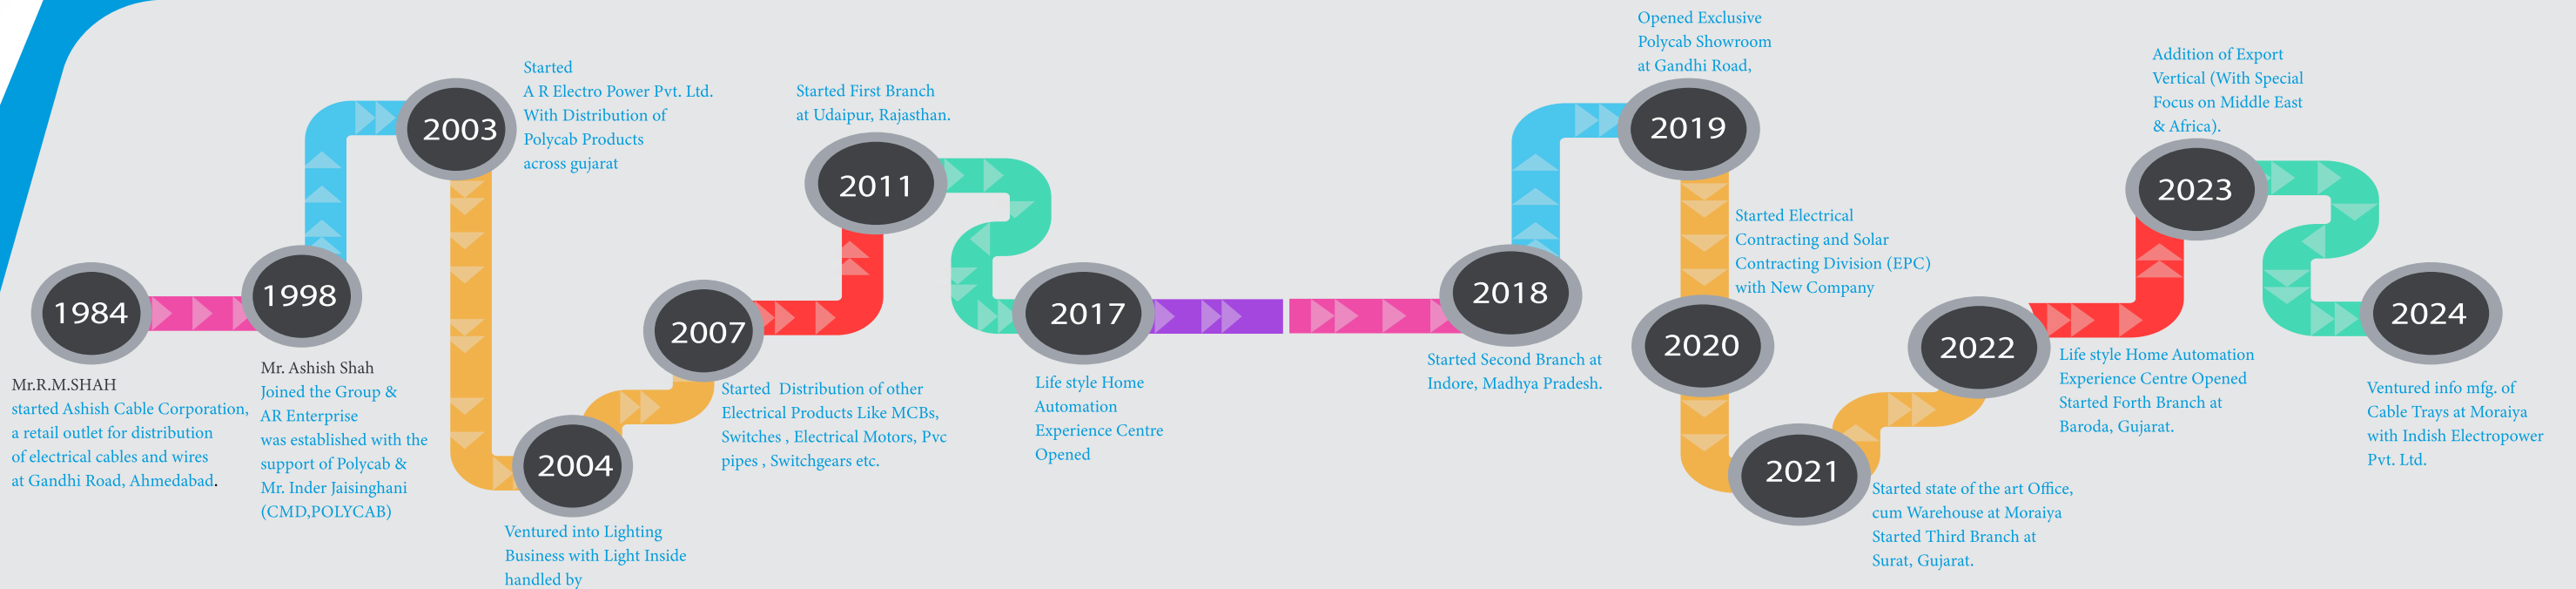 1984
Mr.R.M.SHAH
started Ashish Cable Corporation,
a retail outlet for distribution
of electrical cables and wires
at Gandhi Road, Ahmedabad.
1998
Mr. Ashish Shah
Joined the Group &
AR Enterprise
was established with the
support of Polycab &
Mr. Inder Jaisinghani
(CMD,POLYCAB)
2003
Started
A R Electro Power Pvt. Ltd.
With Distribution of
Polycab Products
across gujarat
2004
Ventured into Lighting
Business with Light Inside
handled by
2007
Started Distribution of other
Electrical Products Like MCBs,
Switches , Electrical Motors, Pvc
pipes , Switchgears etc.
2011
Started First Branch
at Udaipur, Rajasthan.
2017
Life style Home
Automation
Experience Centre
Opened
2018
Started Second Branch at
Indore, Madhya Pradesh.
2019
Opened Exclusive
Polycab Showroom
at Gandhi Road,
2020
Started Electrical
Contracting and Solar
Contracting Division (EPC)
with New Company
2021
Started state of the art Office,
cum Warehouse at Moraiya
Started Third Branch at
Surat, Gujarat.
2022
Life style Home Automation
Experience Centre Opened
Started Forth Branch at
Baroda, Gujarat.
2023
Addition of Export
Vertical (With Special
Focus on Middle East
& Africa).
2024
Ventured info mfg. of
Cable Trays at Moraiya
with Indish Electropower
Pvt. Ltd.